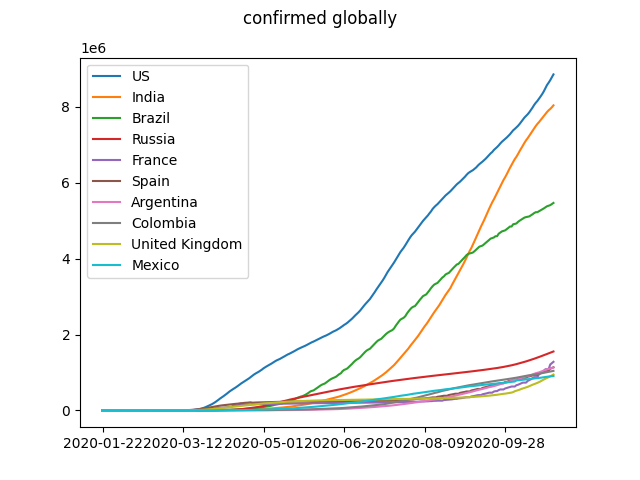 confirmed globally
1e6
US
India
Brazil
Russia
France
Spain
Argentina
Colombia
United Kingdom
Mexico
8
6
4
2
0
2020-01-22 2020-03-12 2020-05-01 2020-06-20 2020-08-09 2020-09-28